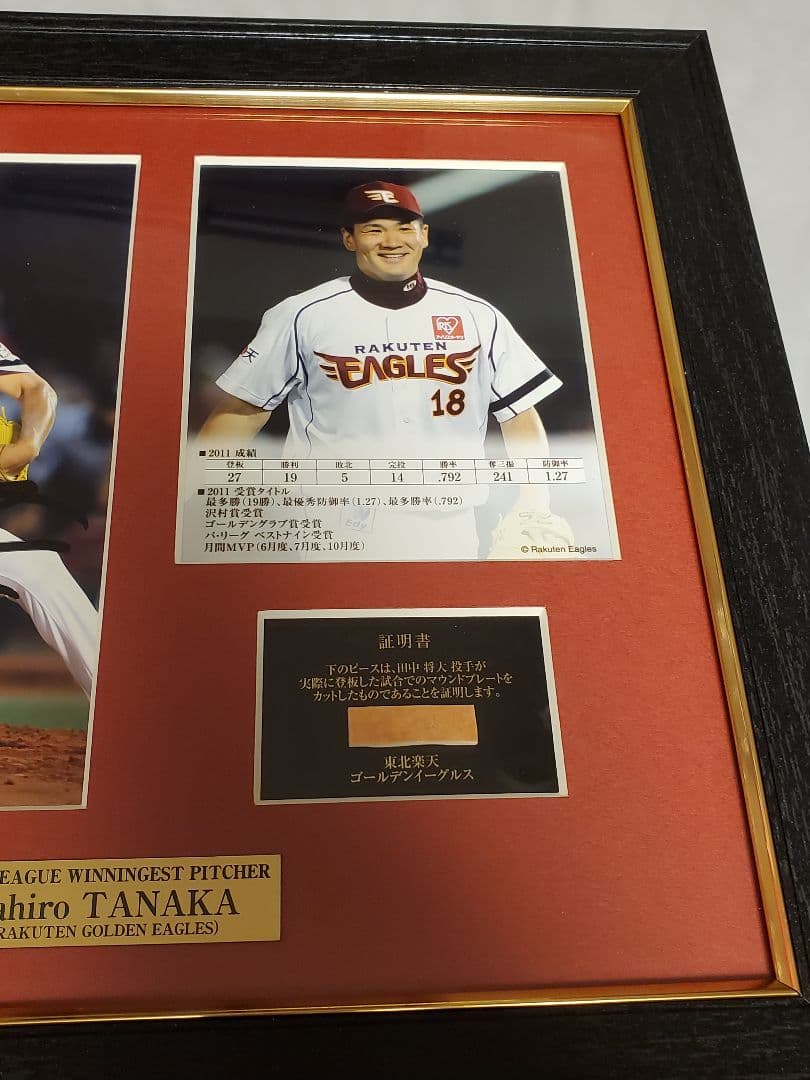 RAKUTEN
EAGLES
18
■2011 成績
登板 勝利 敗北 完投 勝率 奪三振 防御率
27 19 5 14 .792 241 1.27
■2011 受賞タイトル
最多勝(19勝)、最優秀防御率(1.27)、最多勝率(.792)
沢村賞受賞
ゴールデングラブ賞受賞
パ・リーグ ベストナイン受賞
月間MVP(6月度、7月度、10月度)
© Rakuten Eagles
証明書
下のピースは、田中 将大 投手が
実際に登板した試合でのマウンドプレートを
カットしたものであることを証明します。
東北楽天
ゴールデンイーグルス
EAGUE WINNINGEST PITCHER
ahiro TANAKA
RAKUTEN GOLDEN EAGLES)